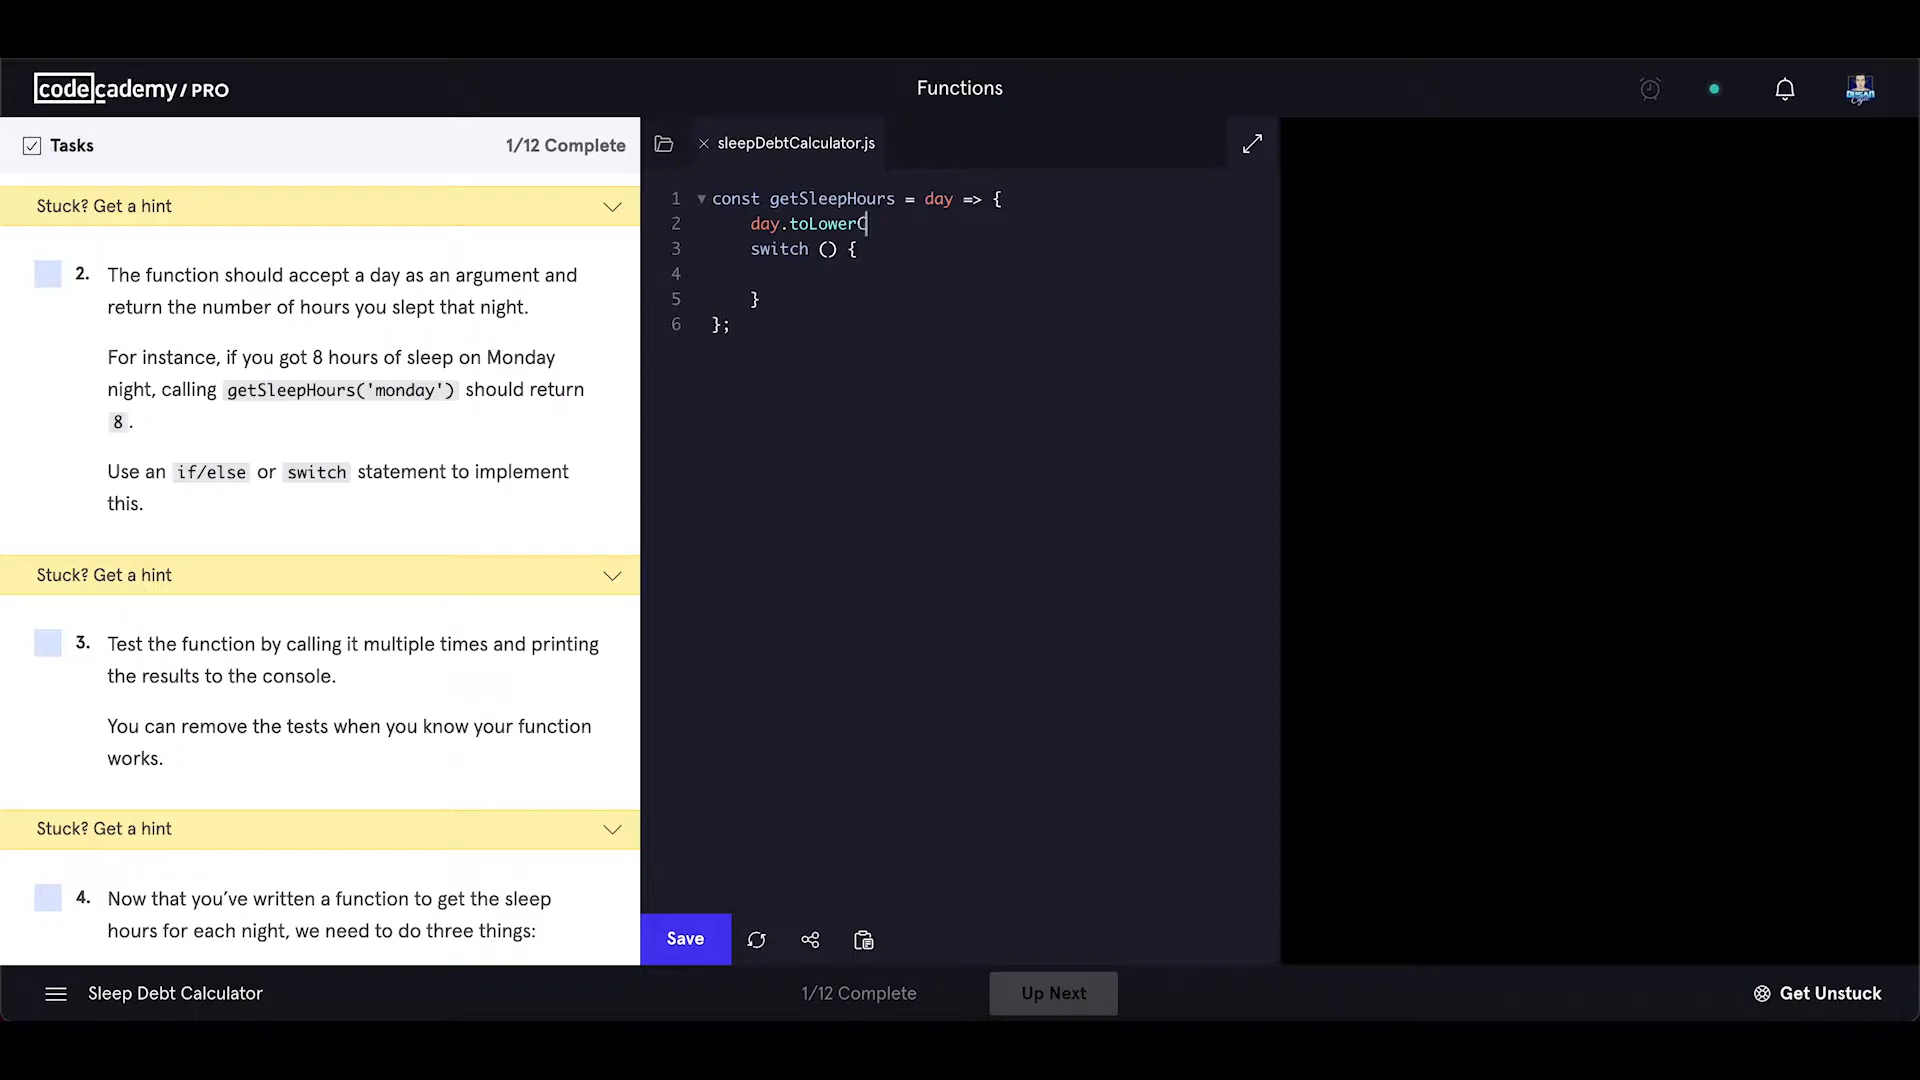 codecademy/PRO
Functions
Tasks
1/12 Complete
Stuck? Get a hint
2. The function should accept a day as an argument and
return the number of hours you slept that night.
For instance, if you got 8 hours of sleep on Monday
night, calling getSleepHours('monday') should return
8.
Use an if/else or switch statement to implement
this.
Stuck? Get a hint
3. Test the function by calling it multiple times and printing
the results to the console.
You can remove the tests when you know your function
works.
Stuck? Get a hint
4. Now that you've written a function to get the sleep
hours for each night, we need to do three things:
sleepDebtCalculator.js
1 const getSleepHours = day => {
2 day.toLowerC
3 switch () {
4
5 }
6 };
Save
Sleep Debt Calculator
1/12 Complete
Up Next
Get Unstuck